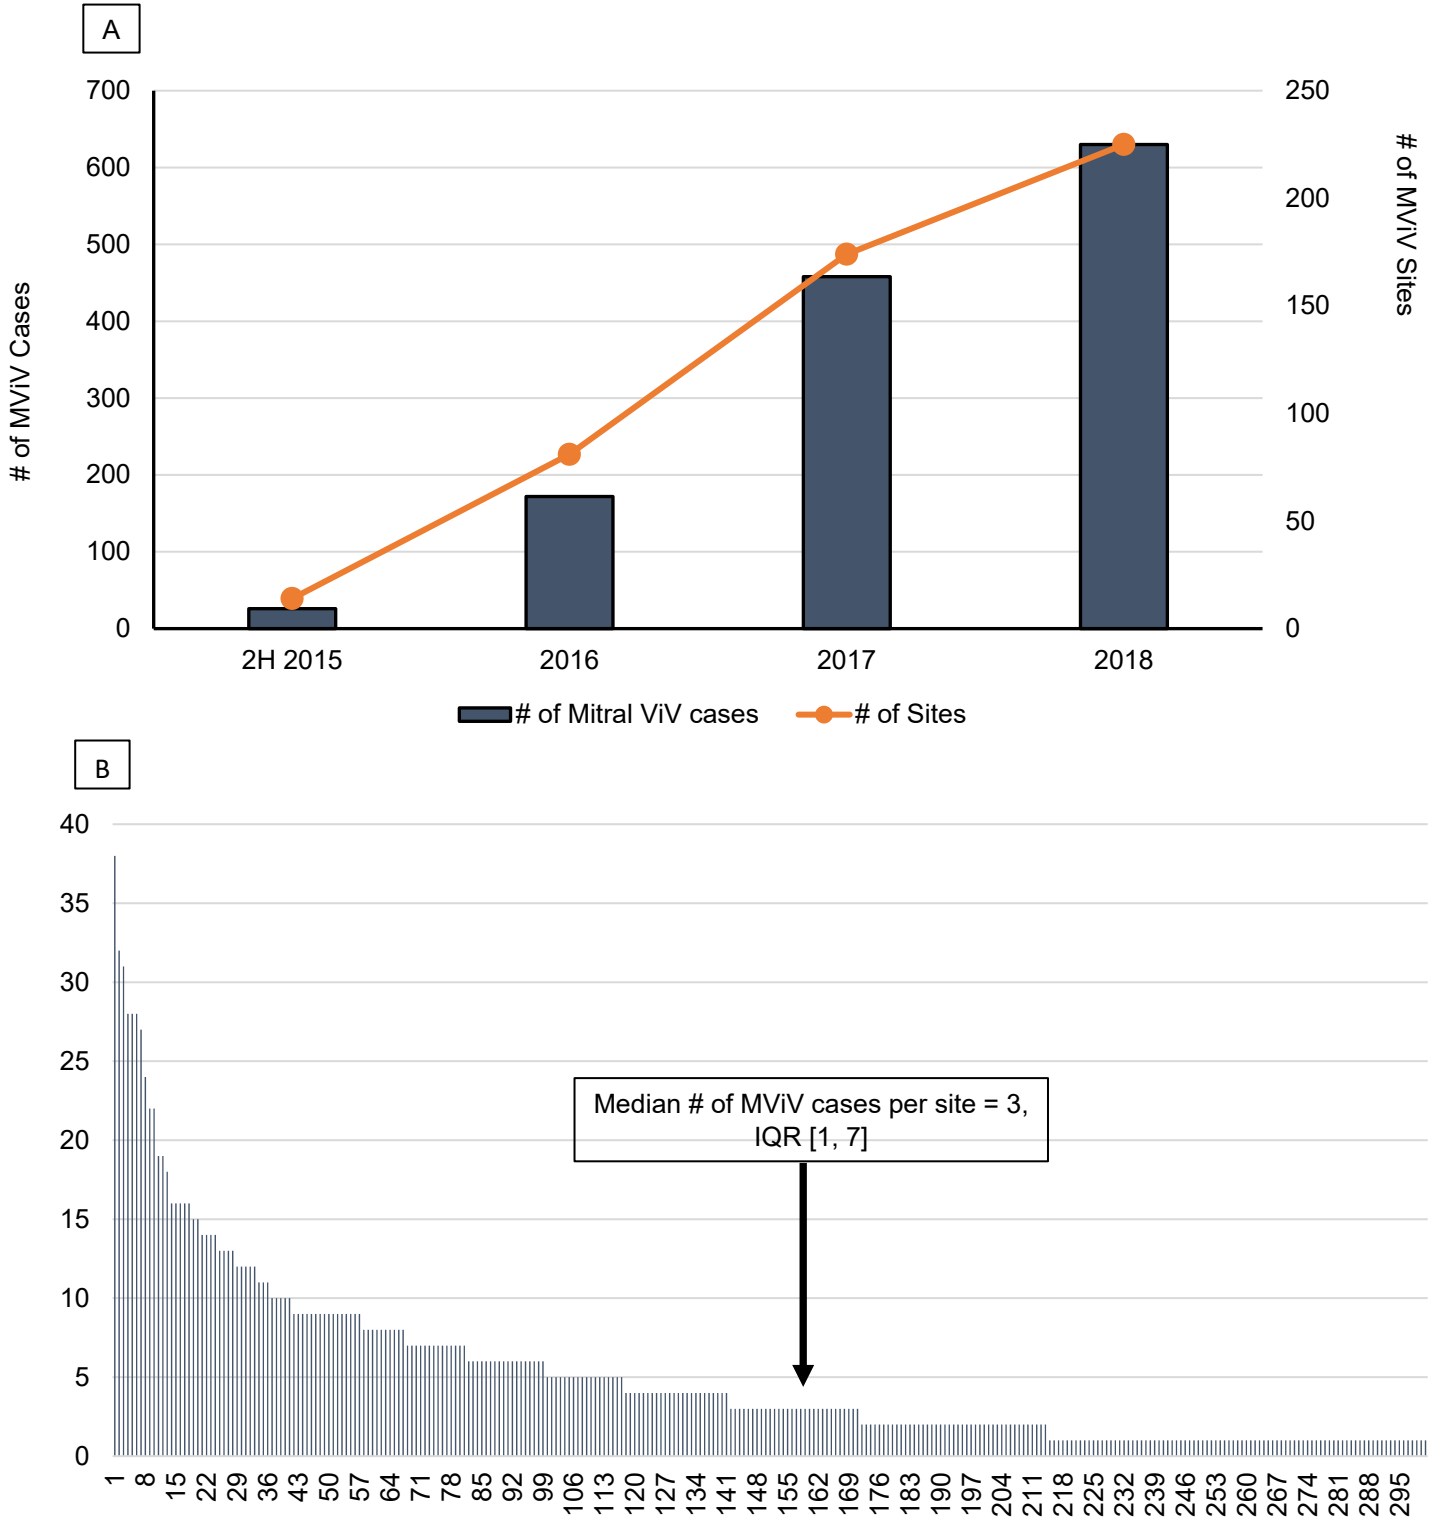 A
700
600
500
400
300
200
100
0
# of MViV Cases
250
200
150
100
50
0
# of MViV Sites
2H 2015 2016 2017 2018
# of Mitral ViV cases # of Sites
B
40
35
30
25
20
15
10
5
0
Median # of MViV cases per site = 3,
IQR [1, 7]
1 8 15 22 29 36 43 50 57 64 71 78 85 92 99 106 113 120 127 134 141 148 155 162 169 176 183 190 197 204 211 218 225 232 239 246 253 260 267 274 281 288 295